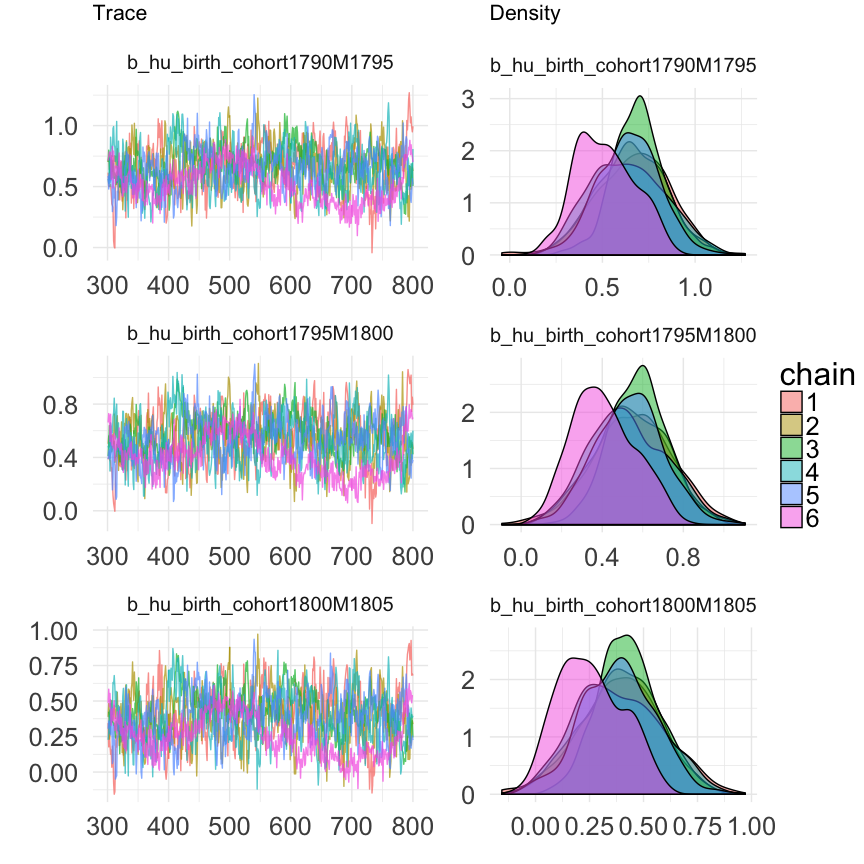 Trace
Density
b_hu_birth_cohort1790M1795
b_hu_birth_cohort1790M1795
1.0
0.5
0.0
300 400 500 600 700 800
3
2
1
0
0.0 0.5 1.0
b_hu_birth_cohort1795M1800
b_hu_birth_cohort1795M1800
0.8
0.4
0.0
300 400 500 600 700 800
2
1
0
0.0 0.4 0.8
b_hu_birth_cohort1800M1805
b_hu_birth_cohort1800M1805
1.00
0.75
0.50
0.25
0.00
300 400 500 600 700 800
2
1
0
0.00 0.25 0.50 0.75 1.00
chain
1
2
3
4
5
6